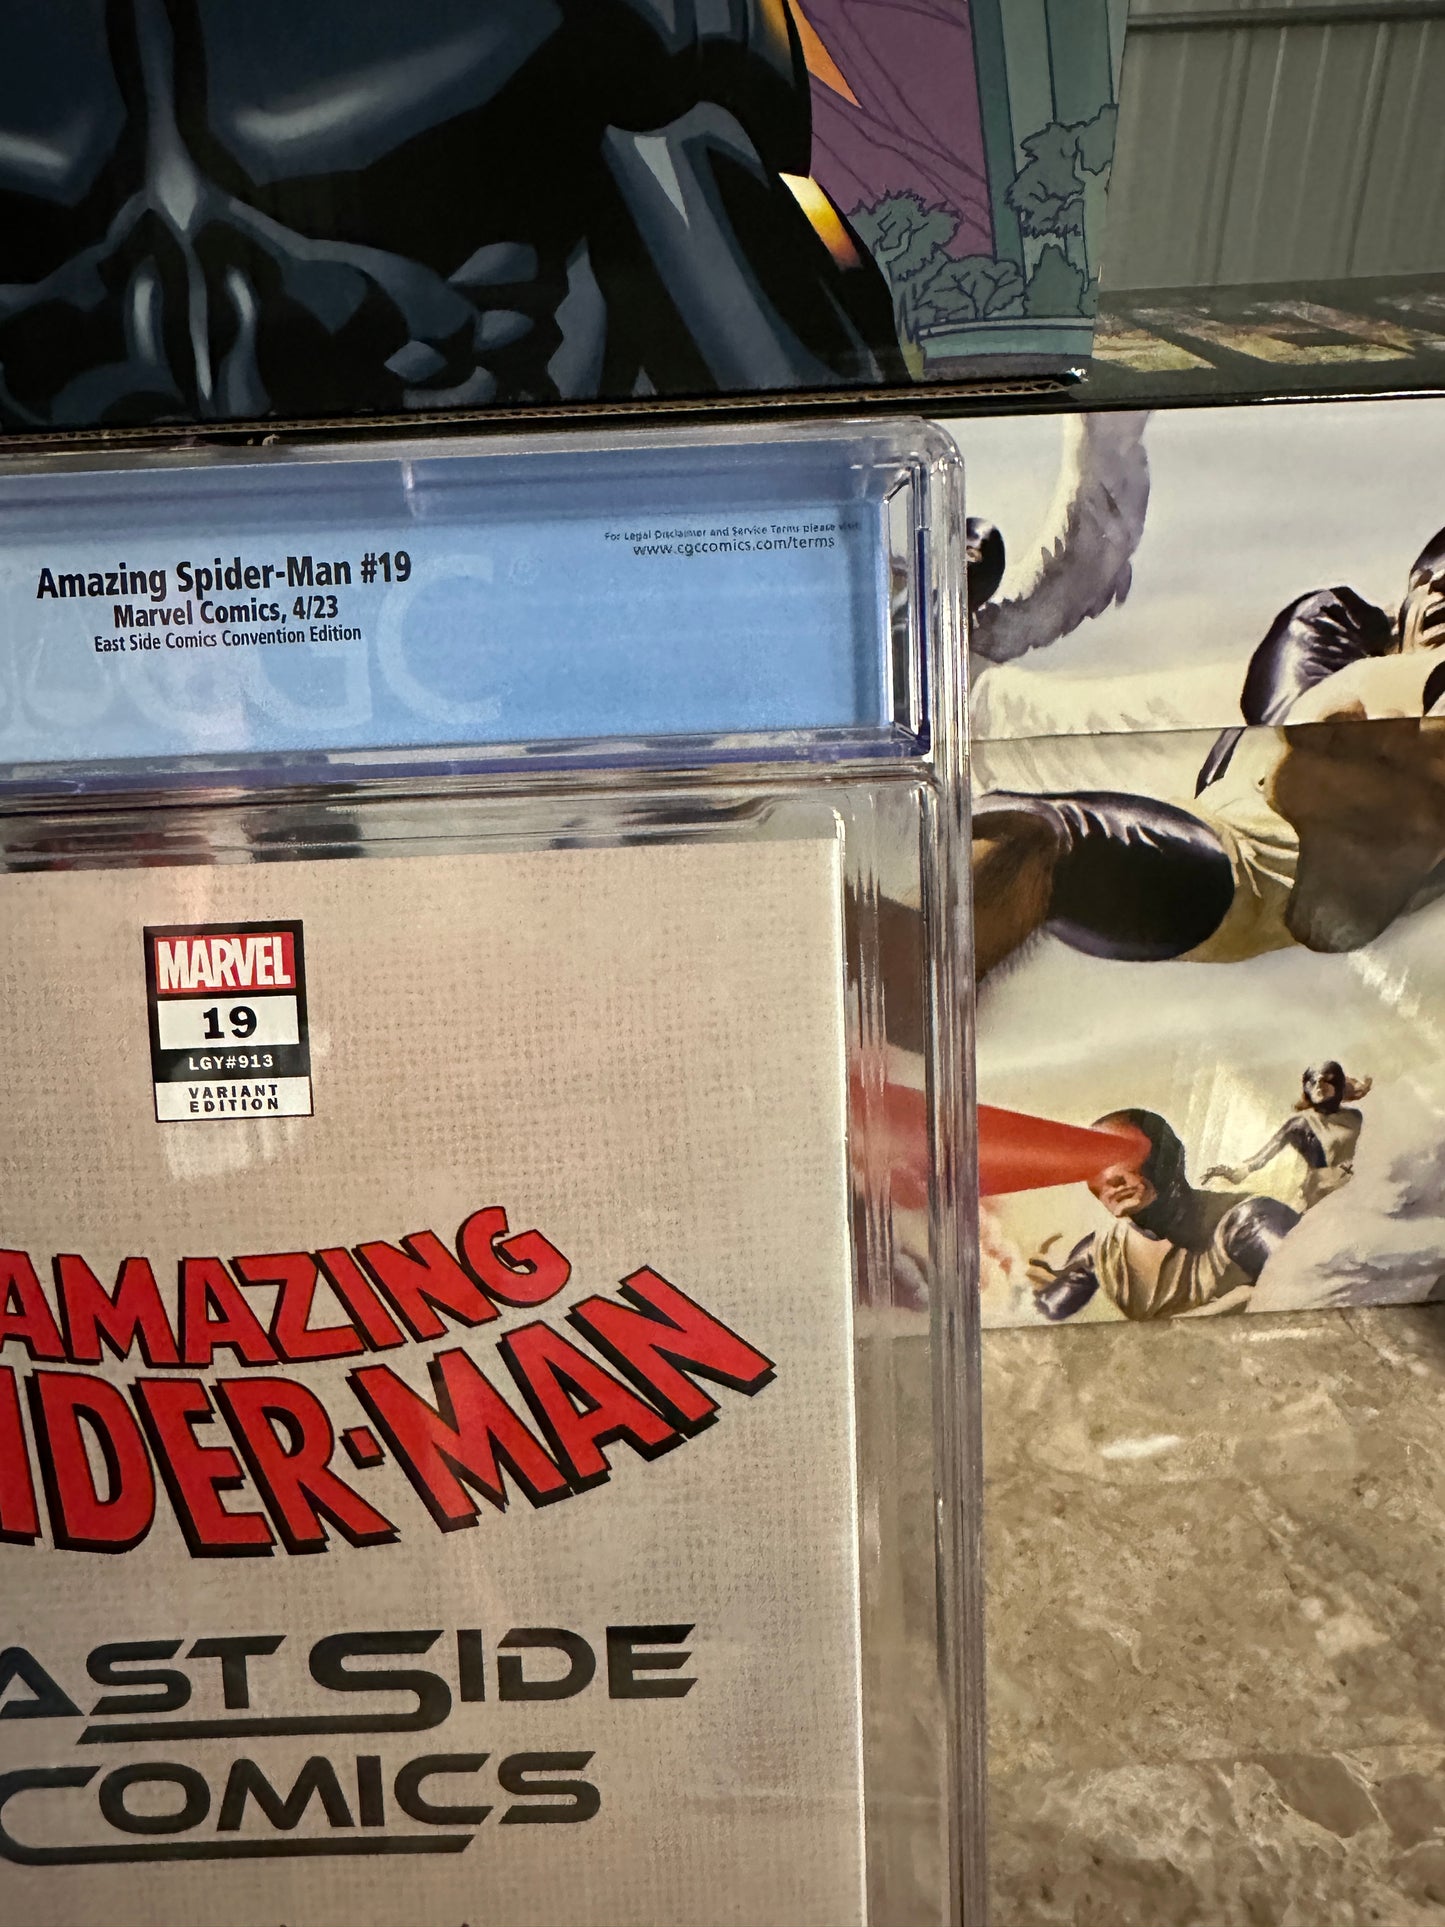 For Legal Disclaimer and Service Terms please visit
www.cgccomics.com/terms
Amazing Spider-Man #19
Marvel Comics, 4/23
East Side Comics Convention Edition
CGC
MARVEL
19
LGY#913
VARIANT
EDITION
AMAZING
IDER-MAN
AST SIDE
COMICS